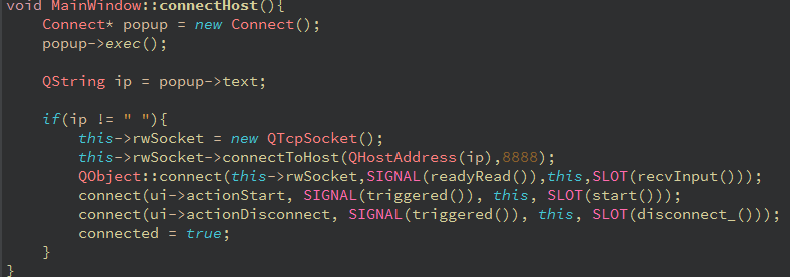 void MainWindow::connectHost(){
    Connect* popup = new Connect();
    popup->exec();

    QString ip = popup->text;

    if(ip != " "){
        this->rwSocket = new QTcpSocket();
        this->rwSocket->connectToHost(QHostAddress(ip),8888);
        QObject::connect(this->rwSocket,SIGNAL(readyRead()),this,SLOT(recvInput()));
        connect(ui->actionStart, SIGNAL(triggered()), this, SLOT(start()));
        connect(ui->actionDisconnect, SIGNAL(triggered()), this, SLOT(disconnect_()));
        connected = true;
    }
}